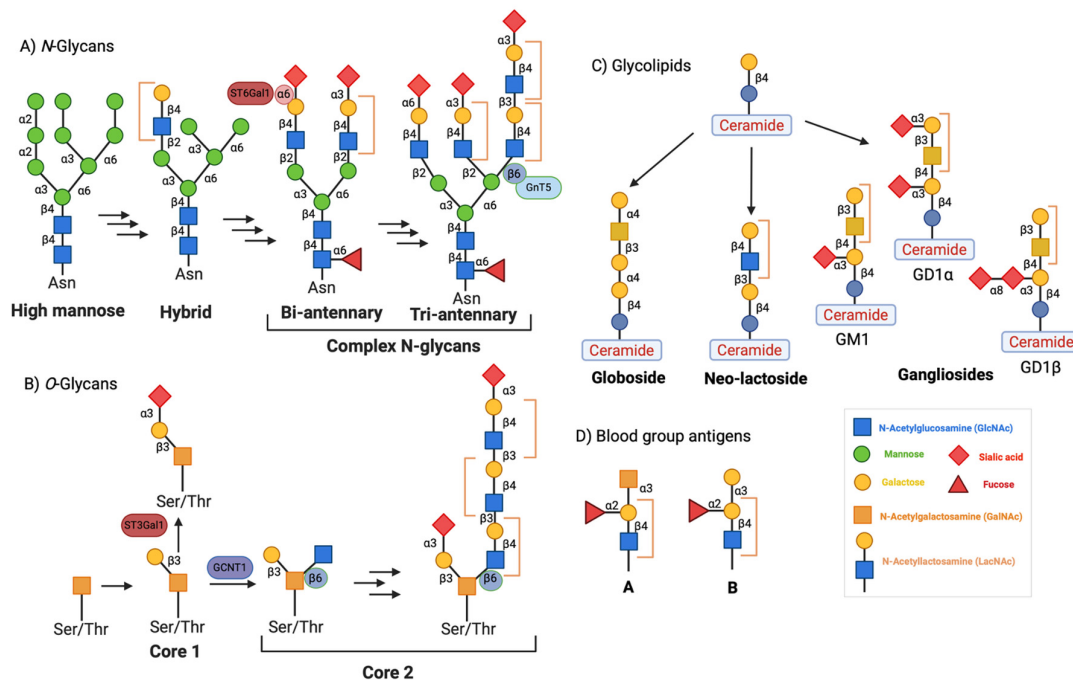 A) N-Glycans
α2
α2
α3
α6
α3
α6
β4
β4
Asn
High mannose
β4
β2
α3
α6
α3
α6
β4
β4
Asn
Hybrid
ST6Gal1
α6
α3
β4
β4
β2
β2
α3
α6
β4
β4
α6
Asn
Bi-antennary
α3
β4
β3
α6
α3
β4
β4
β4
β2
β2
β6
GnT5
α3
α6
β4
β4
α6
Asn
Tri-antennary
Complex N-glycans
B) O-Glycans
α3
β3
Ser/Thr
ST3Gal1
β3
GCNT1
Ser/Thr
Ser/Thr
Core 1
β3
β6
Ser/Thr
α3
β4
β3
β4
β3
β4
α3
β3
β6
Ser/Thr
Core 2
C) Glycolipids
β4
Ceramide
α4
β3
α4
β4
Ceramide
Globoside
β4
β3
β4
Ceramide
Neo-lactoside
β3
β4
α3
β4
Ceramide
GM1
α3
β3
β4
α3
β4
Ceramide
GD1α
Gangliosides
β3
β4
α8
α3
β4
Ceramide
GD1β
D) Blood group antigens
α3
α2
β4
A
α3
α2
β4
B
N-Acetylglucosamine (GlcNAc)
Mannose
Sialic acid
Galactose
Fucose
N-Acetylgalactosamine (GalNAc)
N-Acetyllactosamine (LacNAc)